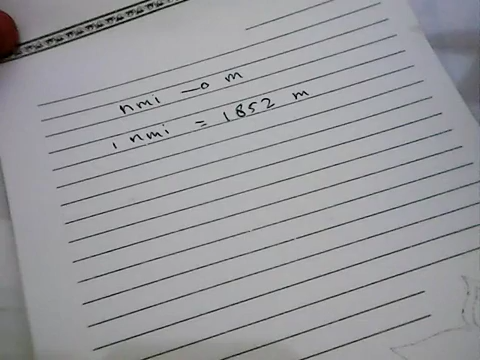 nmi → m
1 nmi = 1852 m